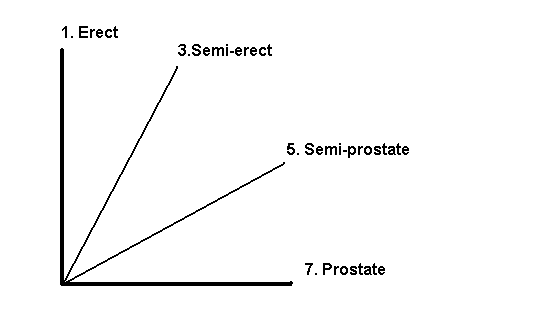 1. Erect
3.Semi-erect
5. Semi-prostate
7. Prostate